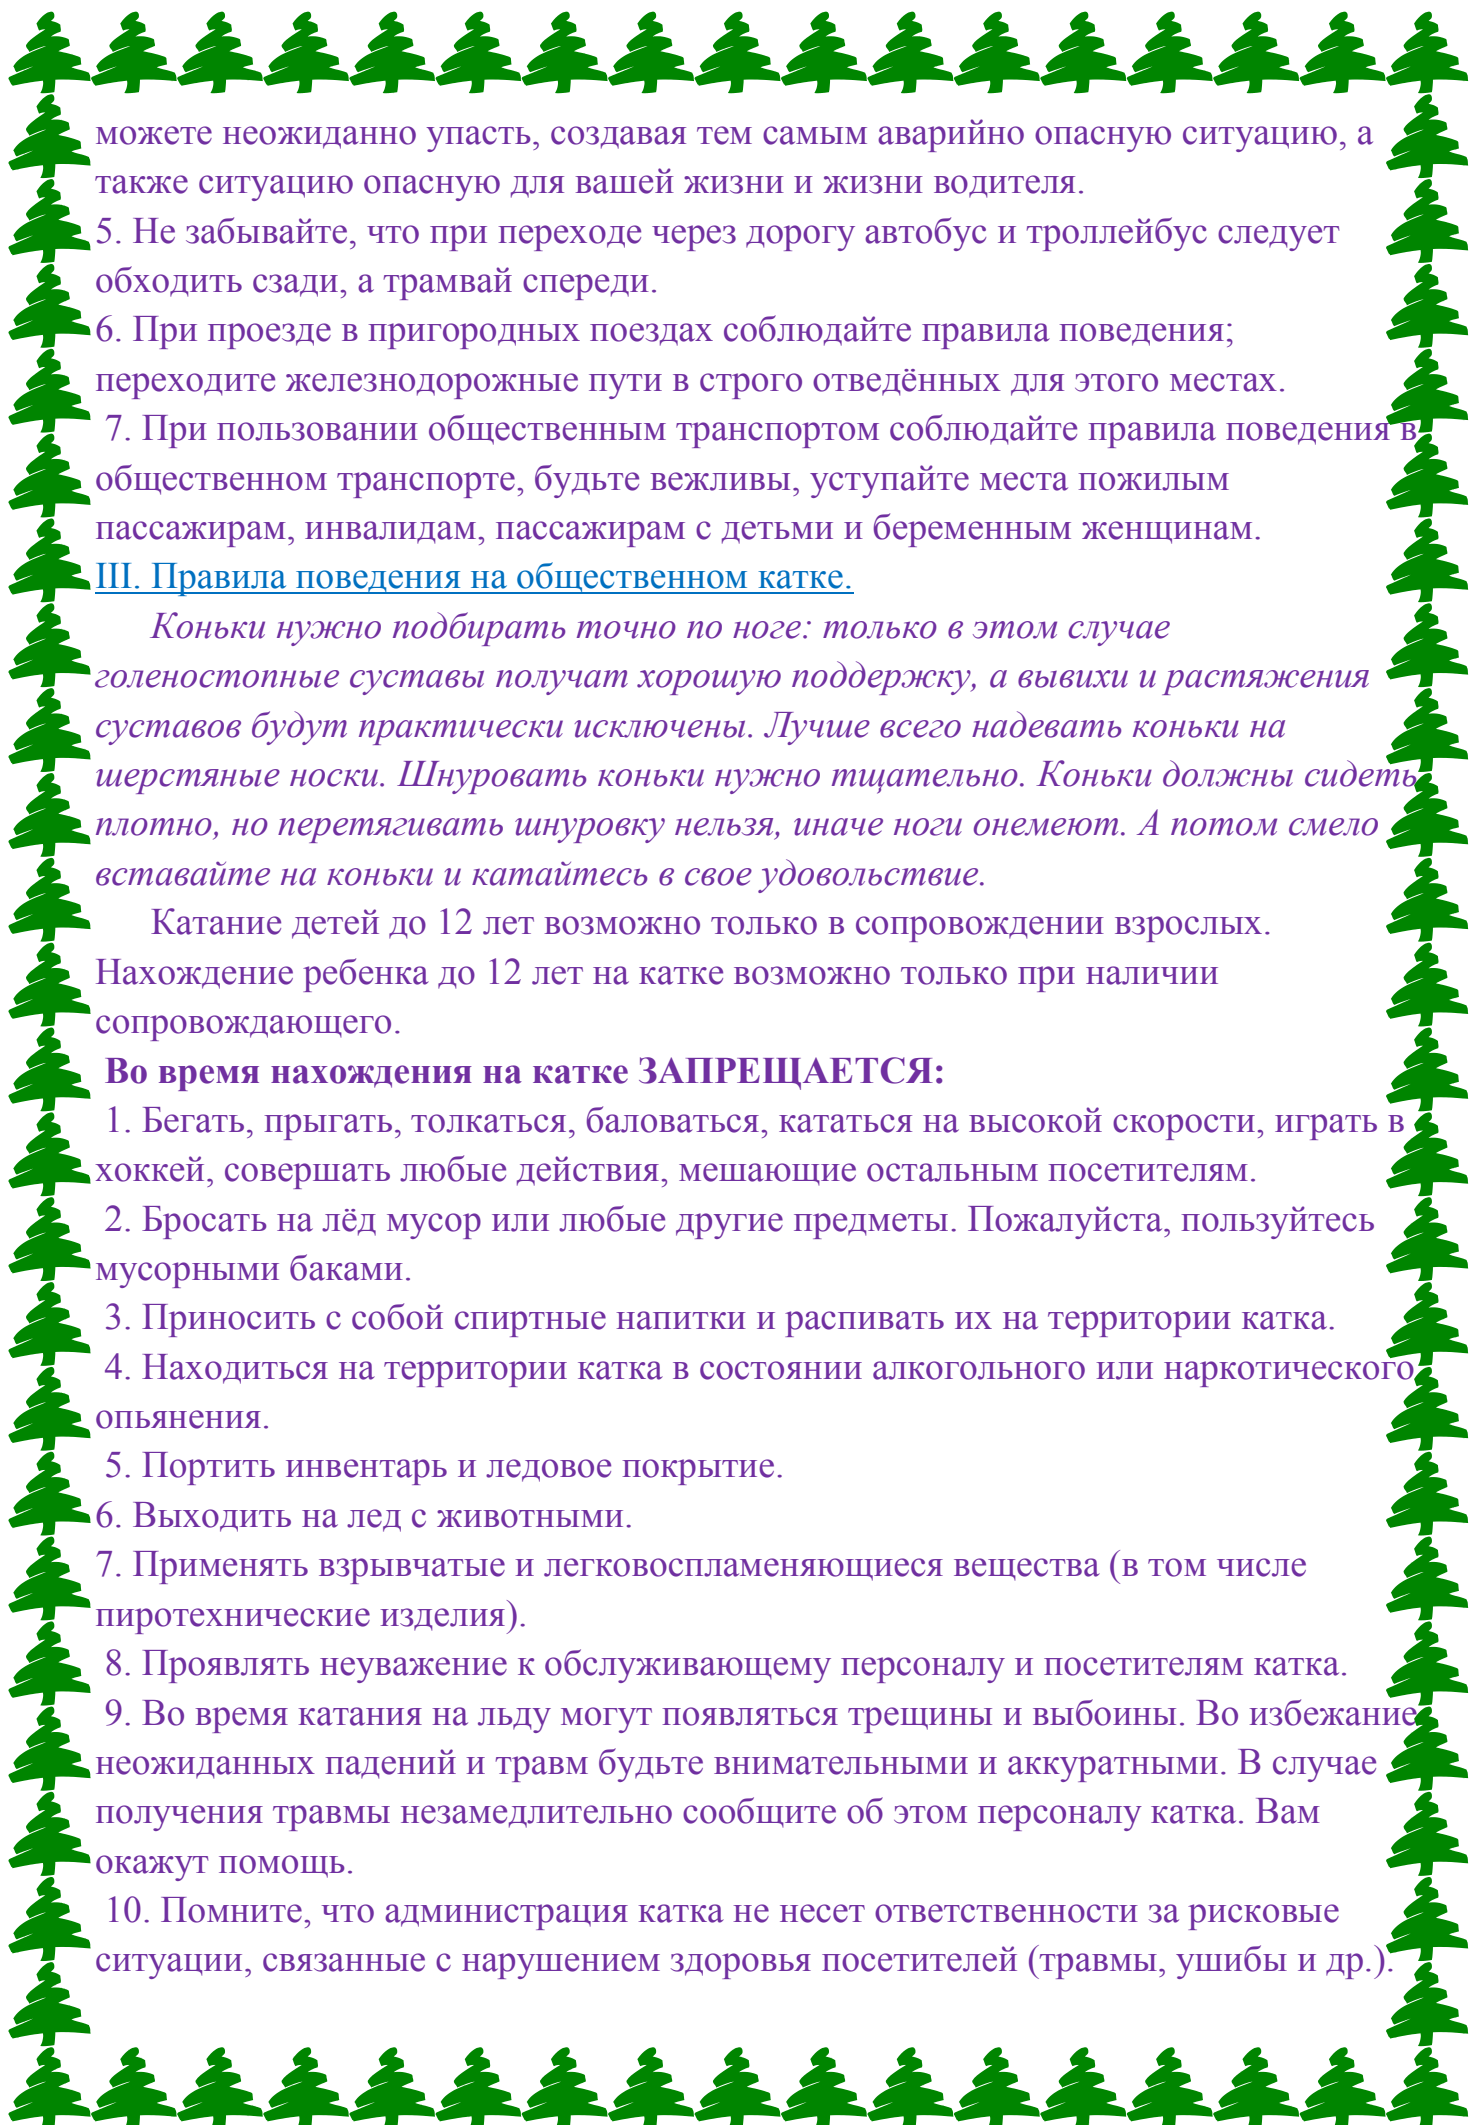 можете неожиданно упасть, создавая тем самым аварийно опасную ситуацию, а
также ситуацию опасную для вашей жизни и жизни водителя.
5. Не забывайте, что при переходе через дорогу автобус и троллейбус следует
обходить сзади, а трамвай спереди.
6. При проезде в пригородных поездах соблюдайте правила поведения;
переходите железнодорожные пути в строго отведённых для этого местах.
7. При пользовании общественным транспортом соблюдайте правила поведения в
общественном транспорте, будьте вежливы, уступайте места пожилым
пассажирам, инвалидам, пассажирам с детьми и беременным женщинам.
III. Правила поведения на общественном катке.
Коньки нужно подбирать точно по ноге: только в этом случае
голеностопные суставы получат хорошую поддержку, а вывихи и растяжения
суставов будут практически исключены. Лучше всего надевать коньки на
шерстяные носки. Шнуровать коньки нужно тщательно. Коньки должны сидеть
плотно, но перетягивать шнуровку нельзя, иначе ноги онемеют. А потом смело
вставайте на коньки и катайтесь в свое удовольствие.
Катание детей до 12 лет возможно только в сопровождении взрослых.
Нахождение ребенка до 12 лет на катке возможно только при наличии
сопровождающего.
Во время нахождения на катке ЗАПРЕЩАЕТСЯ:
1. Бегать, прыгать, толкаться, баловаться, кататься на высокой скорости, играть в
хоккей, совершать любые действия, мешающие остальным посетителям.
2. Бросать на лёд мусор или любые другие предметы. Пожалуйста, пользуйтесь
мусорными баками.
3. Приносить с собой спиртные напитки и распивать их на территории катка.
4. Находиться на территории катка в состоянии алкогольного или наркотического
опьянения.
5. Портить инвентарь и ледовое покрытие.
6. Выходить на лед с животными.
7. Применять взрывчатые и легковоспламеняющиеся вещества (в том числе
пиротехнические изделия).
8. Проявлять неуважение к обслуживающему персоналу и посетителям катка.
9. Во время катания на льду могут появляться трещины и выбоины. Во избежание
неожиданных падений и травм будьте внимательными и аккуратными. В случае
получения травмы незамедлительно сообщите об этом персоналу катка. Вам
окажут помощь.
10. Помните, что администрация катка не несет ответственности за рисковые
ситуации, связанные с нарушением здоровья посетителей (травмы, ушибы и др.).